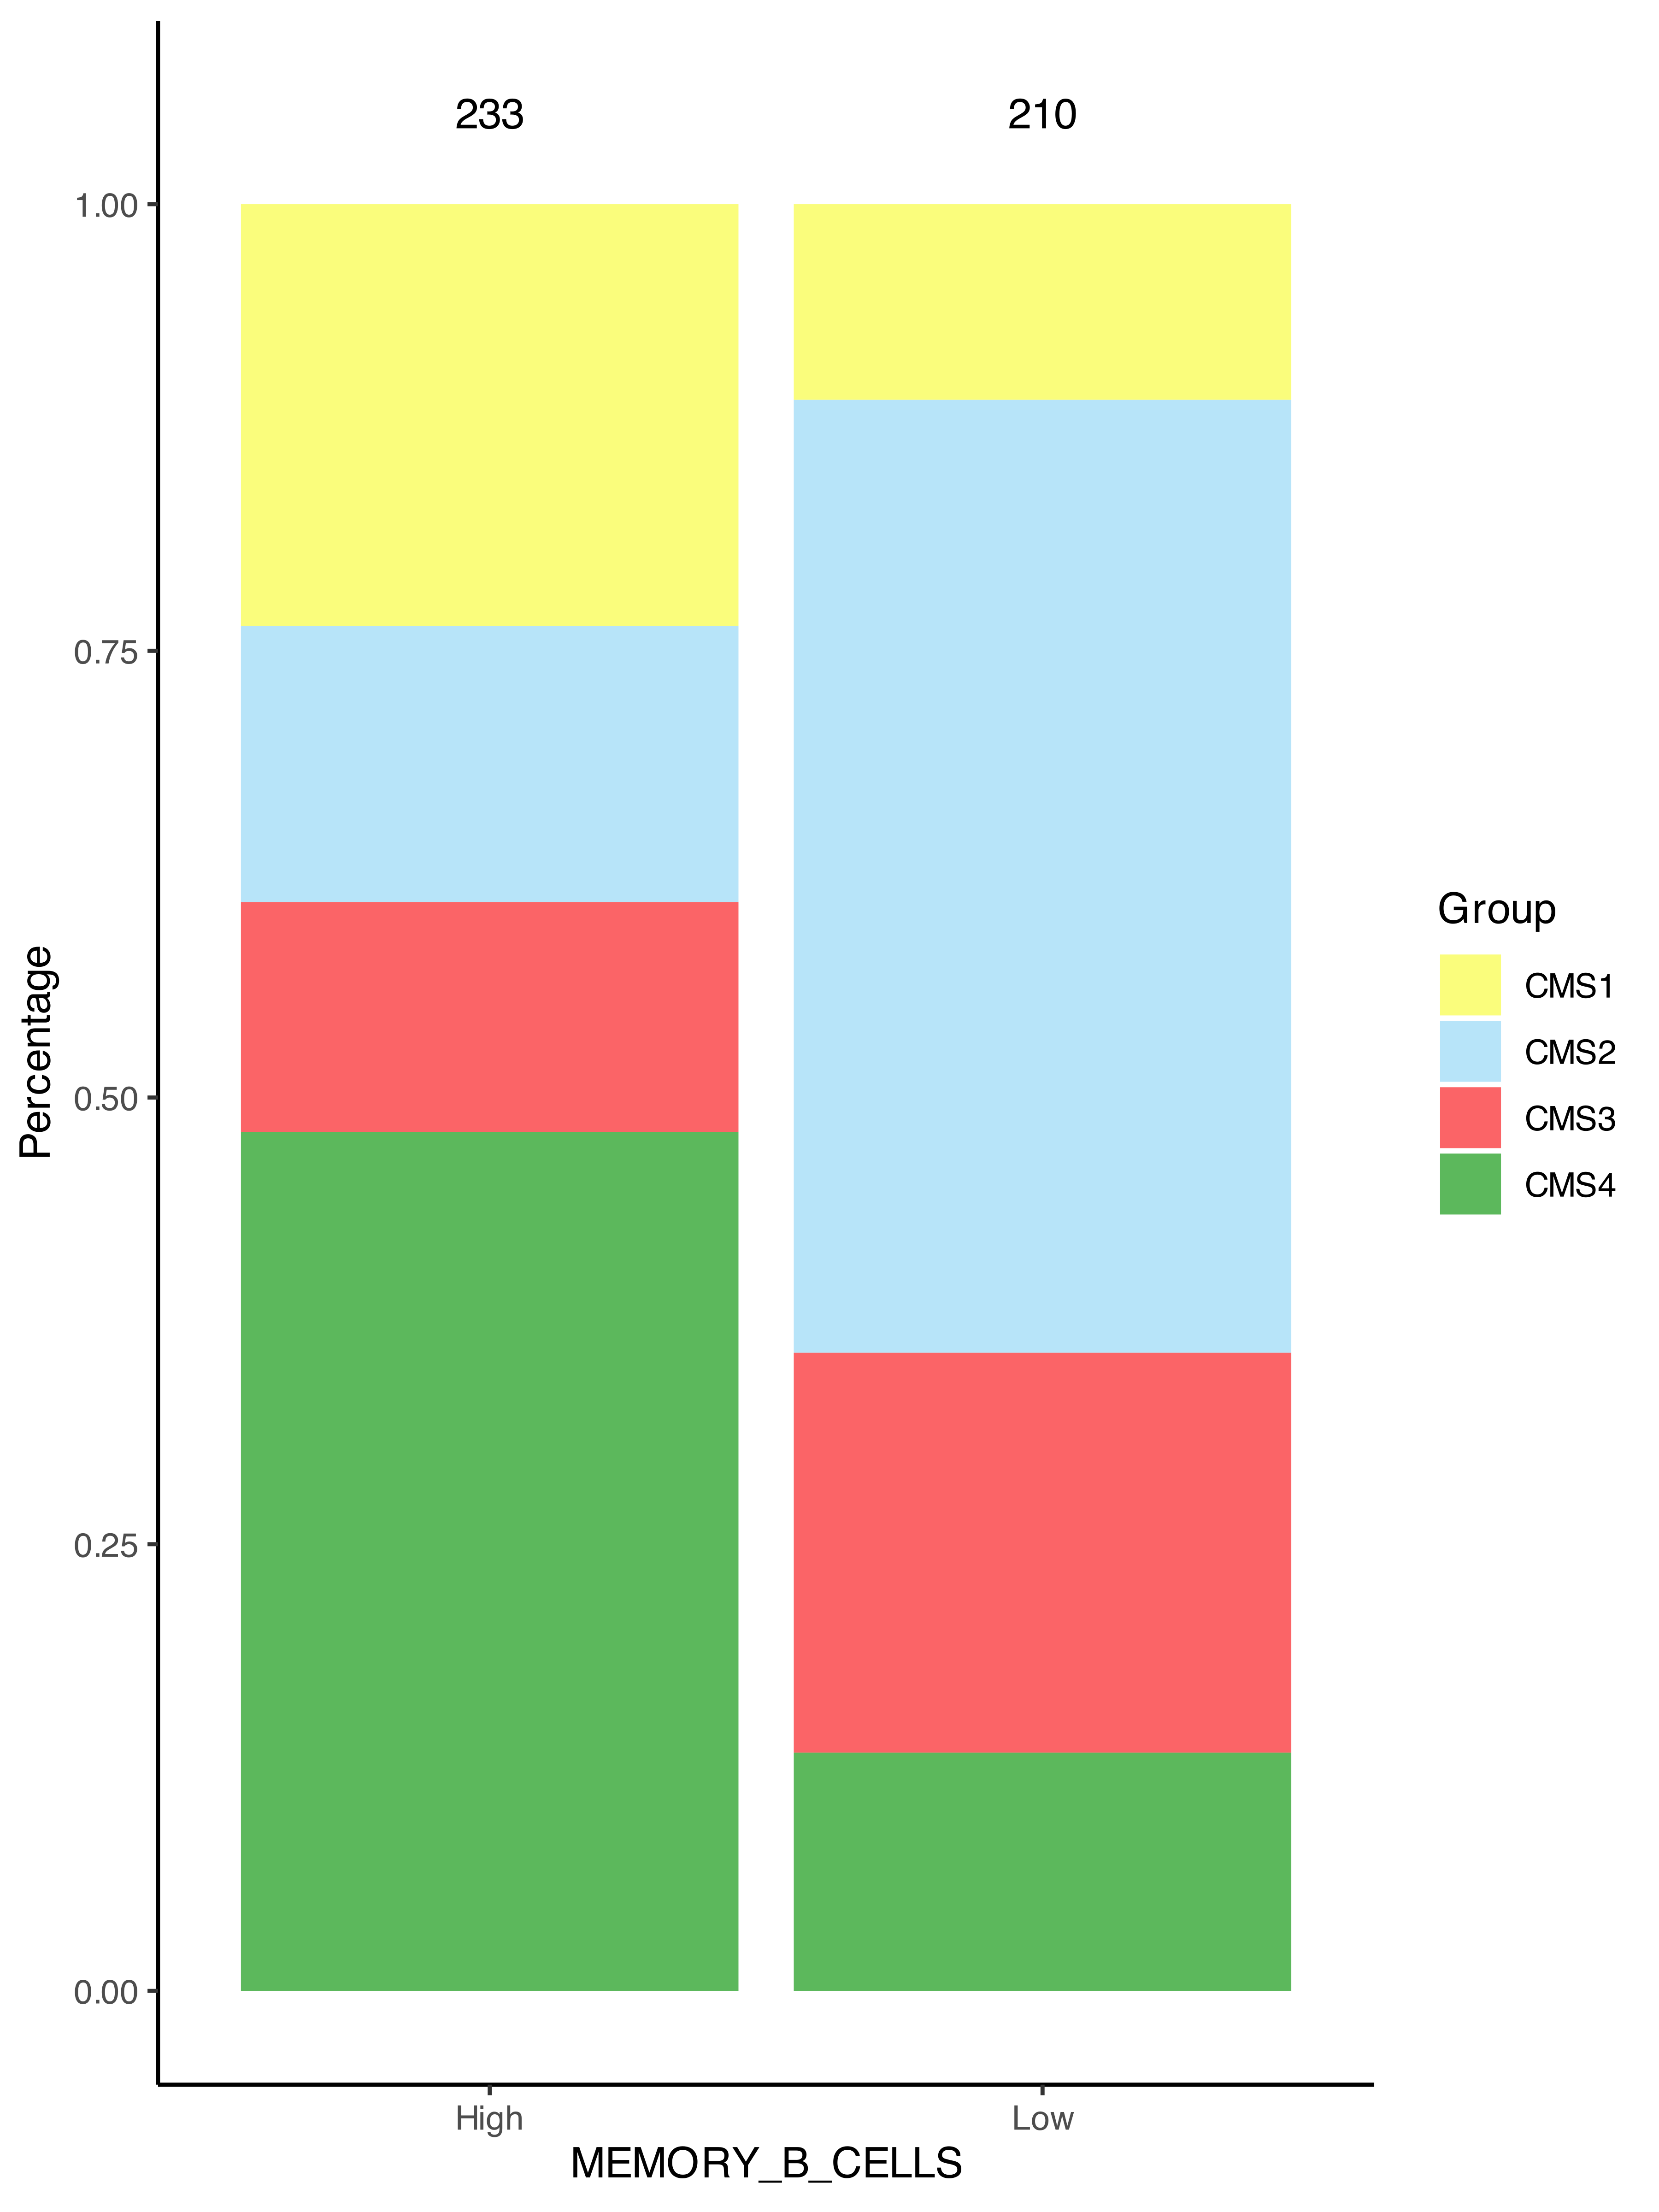 233
210
1.00
0.75
0.50
0.25
0.00
Percentage
High
Low
MEMORY_B_CELLS
Group
CMS1
CMS2
CMS3
CMS4